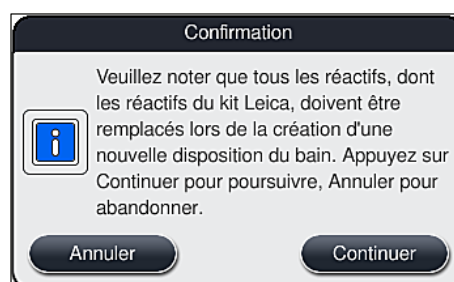 Confirmation
Veuillez noter que tous les réactifs, dont
les réactifs du kit Leica, doivent être
remplacés lors de la création d'une
nouvelle disposition du bain. Appuyez sur
Continuer pour poursuivre, Annuler pour
abandonner.
Annuler
Continuer